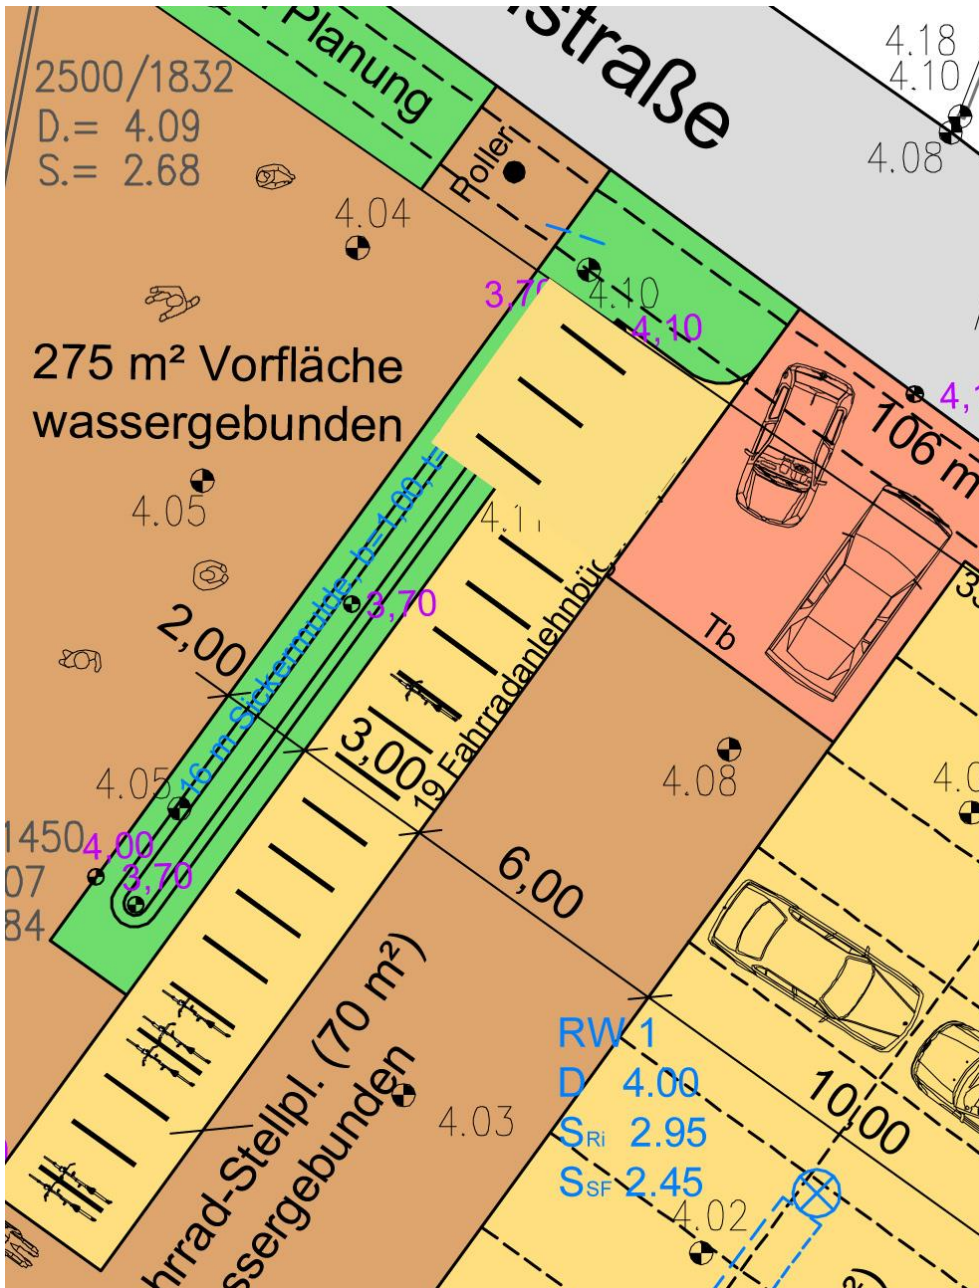 Planung
straße
4.18
4.10
4.08
2500/1832
D.= 4.09
S.= 2.68
Roller
4.04
4.10
4,10
275 m² Vorfläche
wassergebunden
106 m
4.05
16 m Sickermulde, b=1,00, t=
3,70
2,00
Tb
19 Fahrradanlehnbüg
3,00
4.08
4.05
1450
07
84
4,00
3,70
6,00
hrrad-Stellpl. (70 m²)
ssergebunden
4.03
RW 1
D 4.00
SRi 2.95
SSF 2.45
10,00
4.02